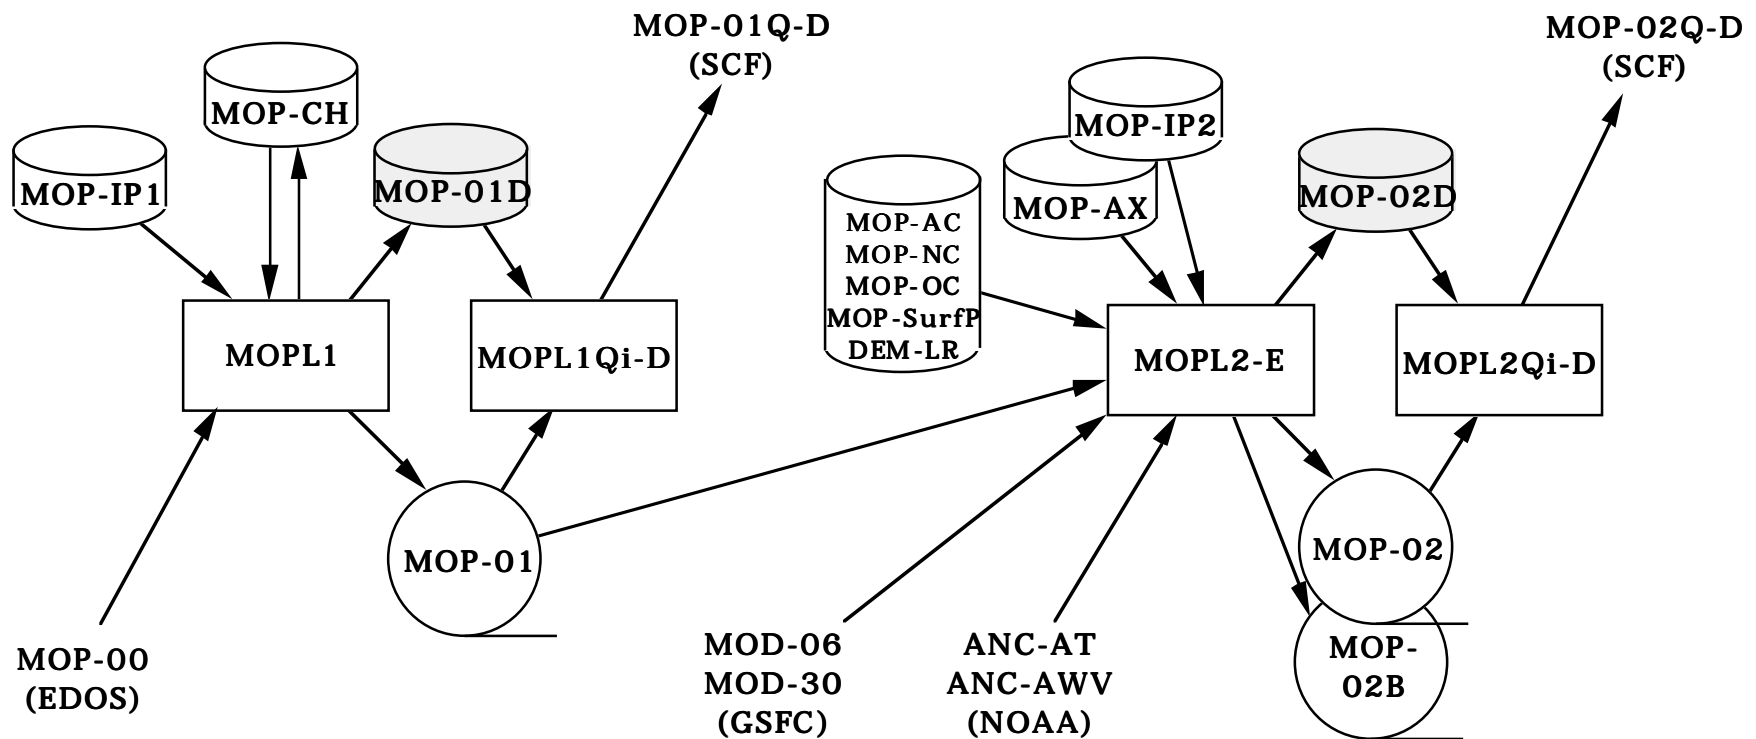 MOP-01Q-D
(SCF)
MOP-02Q-D
(SCF)
MOP-CH
MOP-IP1
MOP-01D
MOP-IP2
MOP-AX
MOP-02D
MOP-AC
MOP-NC
MOP-OC
MOP-SurfP
DEM-LR
MOPL1
MOPL1Qi-D
MOPL2-E
MOPL2Qi-D
MOP-01
MOP-02
MOP-
02B
MOP-00
(EDOS)
MOD-06
MOD-30
(GSFC)
ANC-AT
ANC-AWV
(NOAA)